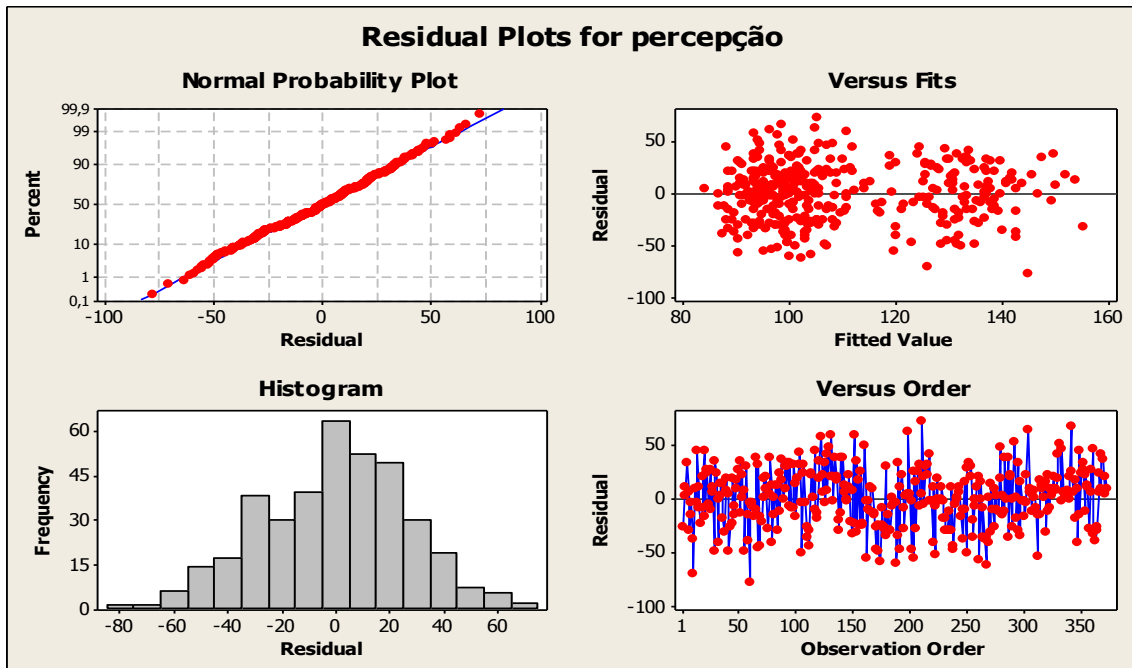 Residual Plots for percepção
Normal Probability Plot
Percent
99,9
99
90
50
10
1
0,1
-100 -50 0 50 100
Residual
Versus Fits
Residual
50
0
-50
-100
80 100 120 140 160
Fitted Value
Histogram
Frequency
60
45
30
15
0
-80 -60 -40 -20 0 20 40 60
Residual
Versus Order
Residual
50
0
-50
-100
1 50 100 150 200 250 300 350
Observation Order